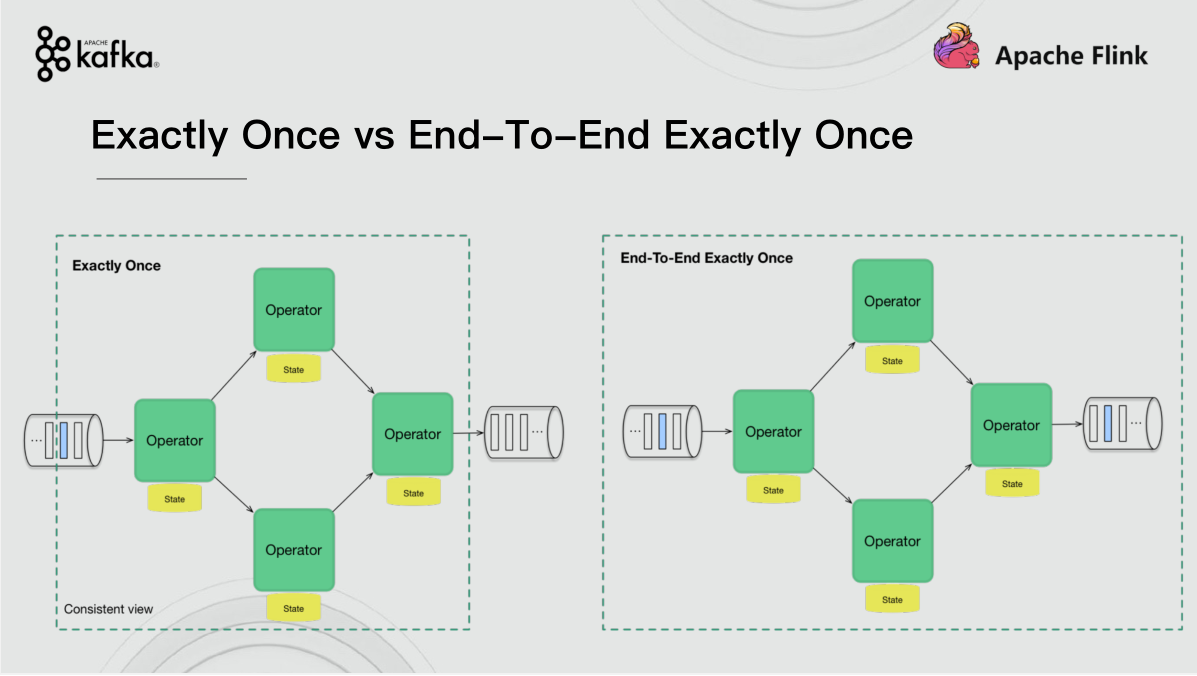 APACHE
kafka®
Apache Flink
Exactly Once vs End–To–End Exactly Once
Exactly Once
Operator
State
Operator
State
Operator
State
Operator
State
...
...
Consistent view
End-To-End Exactly Once
Operator
State
Operator
State
Operator
State
Operator
State
...
...